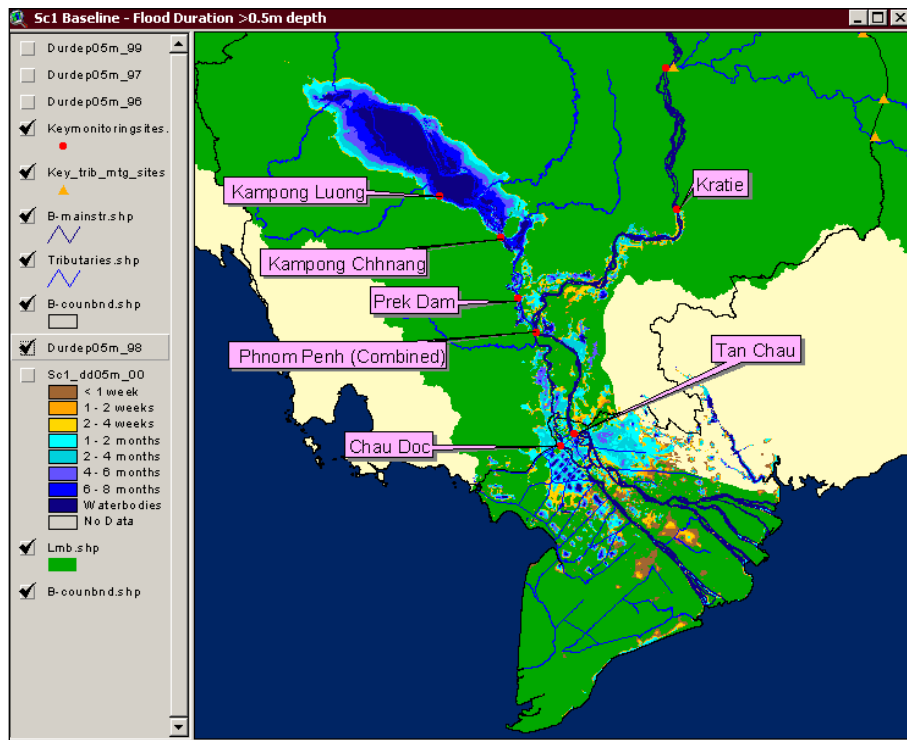 Sc1 Baseline - Flood Duration >0.5m depth
Durdep05m_99
Durdep05m_97
Durdep05m_96
Keymonitoringsites.
Key_trib_mtg_sites
B-mainstr.shp
Tributaries.shp
B-counbnd.shp
Durdep05m_98
Sc1_dd05m_00
< 1 week
1 - 2 weeks
2 - 4 weeks
1 - 2 months
2 - 4 months
4 - 6 months
6 - 8 months
Waterbodies
No Data
Lmb.shp
B-counbnd.shp
Kratie
Kampong Luong
Kampong Chhnang
Prek Dam
Phnom Penh (Combined)
Tan Chau
Chau Doc